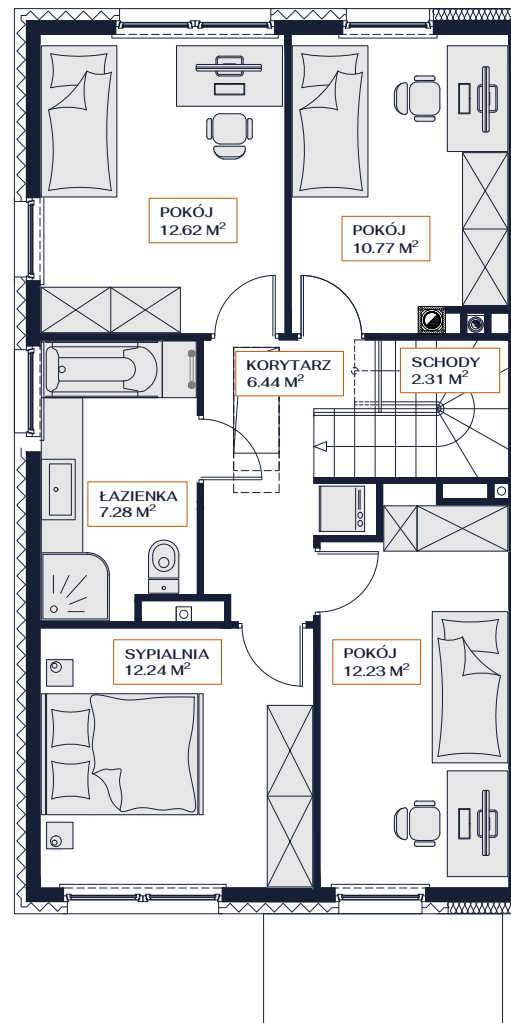 POKÓJ
12.62 M²
POKÓJ
10.77 M²
KORYTARZ
6.44 M²
SCHODY
2.31 M²
ŁAZIENKA
7.28 M²
SYPIALNIA
12.24 M²
POKÓJ
12.23 M²